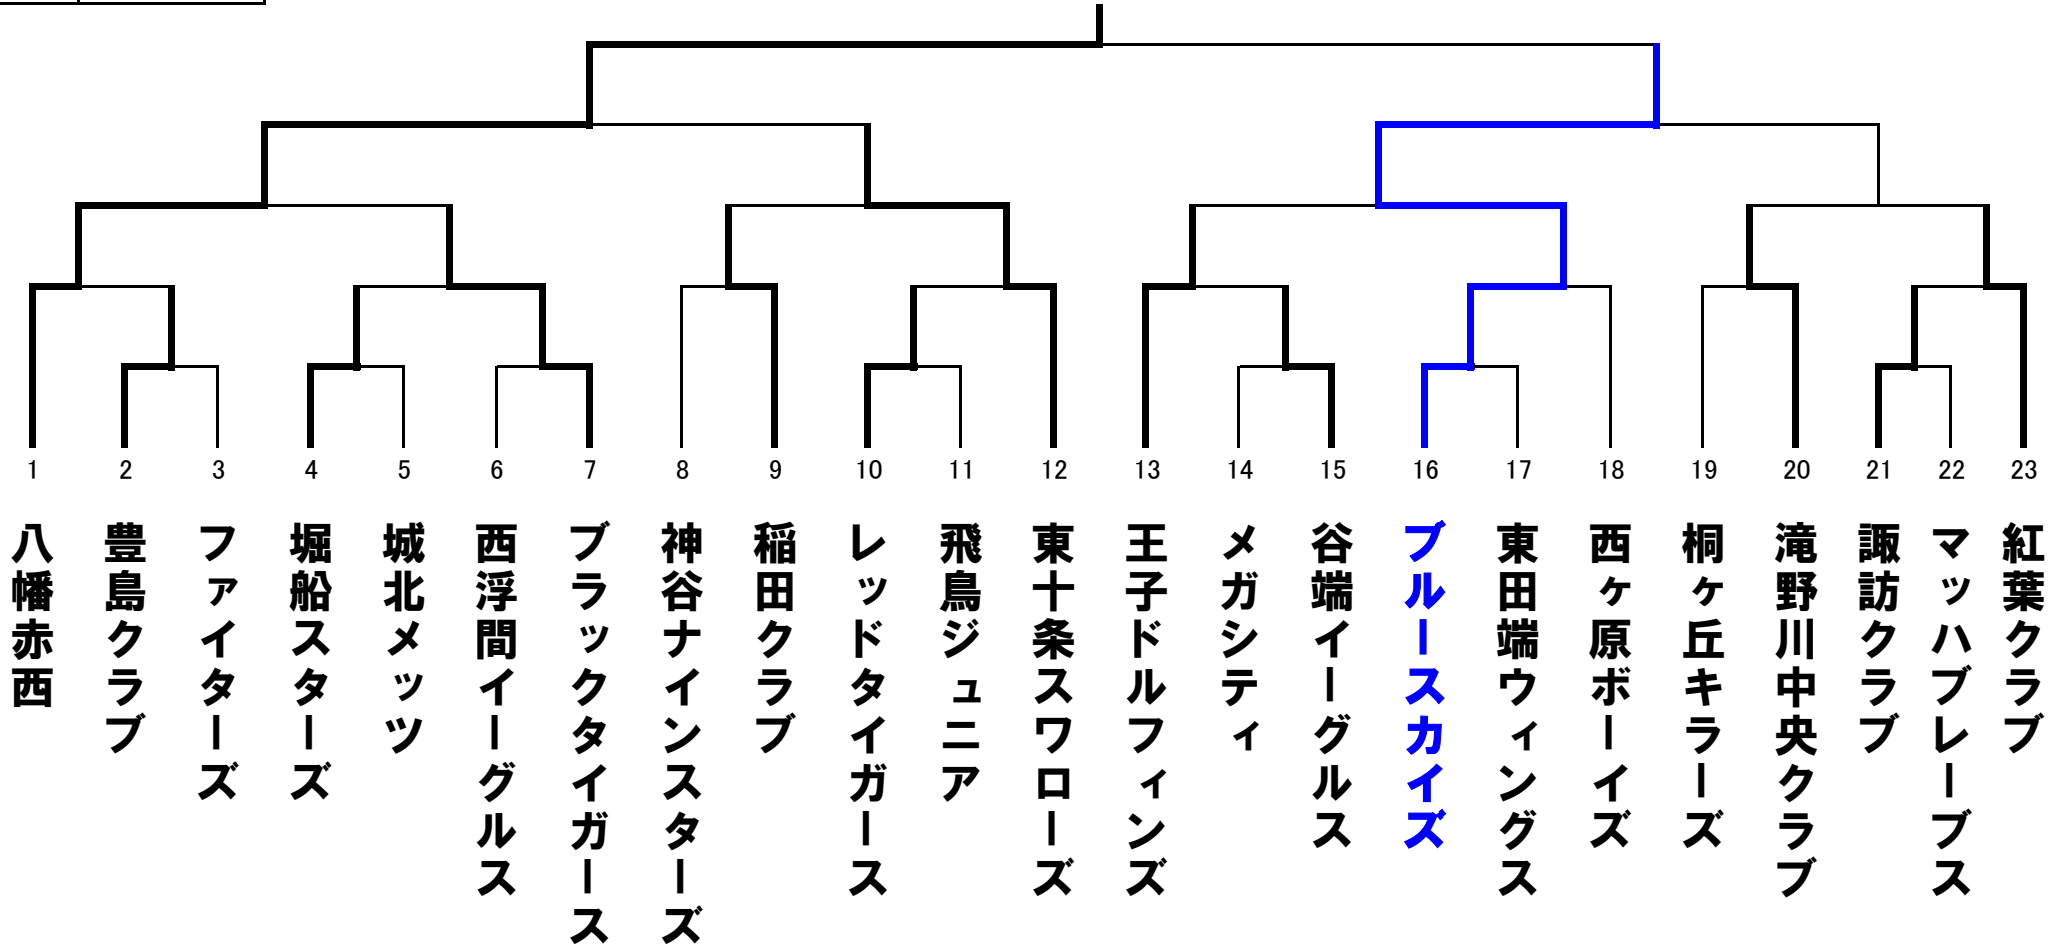 1 2 3 4 5 6 7 8 9 10 11 12 13 14 15 16 17 18 19 20 21 22 23
八幡赤西
豊島クラブ
ファイターズ
堀船スターズ
城北メッツ
西浮間イーグルス
ブラックタイガース
神谷ナインスターズ
稲田クラブ
レッドタイガース
飛鳥ジュニア
東十条スワローズ
王子ドルフィンズ
メガシティ
谷端イーグルス
ブルースカイズ
東田端ウィングス
西ヶ原ボーイズ
桐ヶ丘キラーズ
滝野川中央クラブ
諏訪クラブ
マッハブレーブス
紅葉クラブ